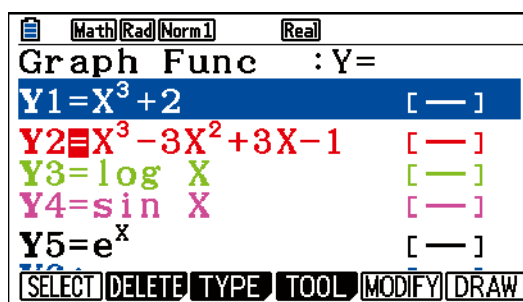 Math Rad Norm1 Real
Graph Func :Y=
Y1=X³+2 [—]
Y2=X³-3X²+3X-1 [—]
Y3=log X [—]
Y4=sin X [—]
Y5=eˣ [—]
SELECT DELETE TYPE TOOL MODIFY DRAW